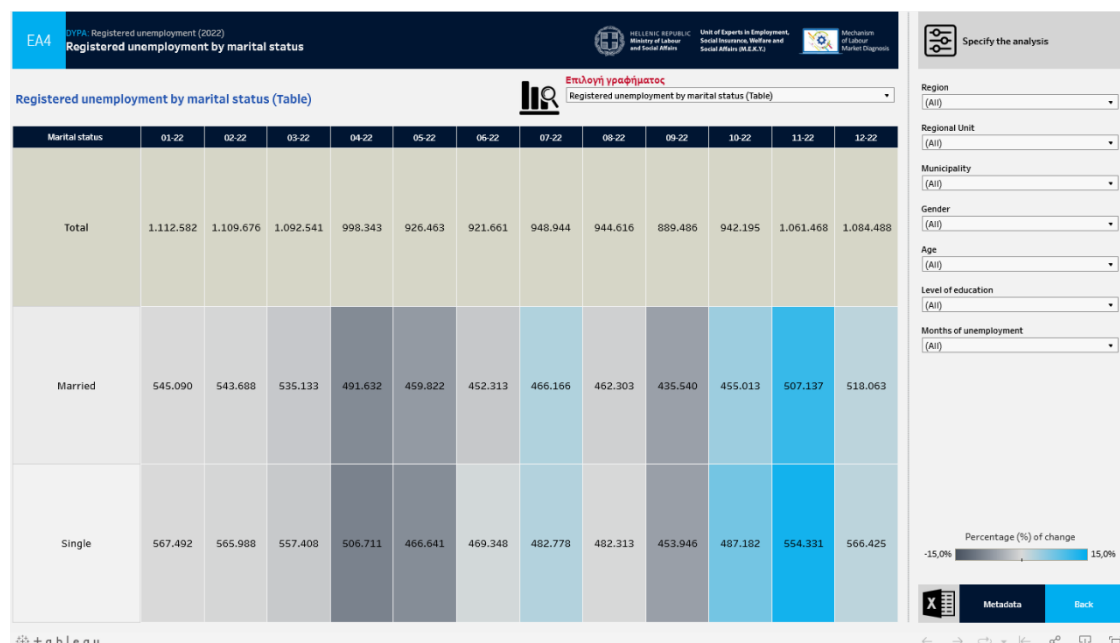 EA4
DYPA: Registered unemployment (2022)
Registered unemployment by marital status
HELLENIC REPUBLIC
Ministry of Labour
and Social Affairs
Unit of Experts in Employment,
Social Insurance, Welfare and
Social Affairs (M.E.K.Y.)
Mechanism
of Labour
Market Diagnosis
Specify the analysis
Registered unemployment by marital status (Table)
Επιλογή γραφήματος
Registered unemployment by marital status (Table)
Marital status 01-22 02-22 03-22 04-22 05-22 06-22 07-22 08-22 09-22 10-22 11-22 12-22
Total 1.112.582 1.109.676 1.092.541 998.343 926.463 921.661 948.944 944.616 889.486 942.195 1.061.468 1.084.488
Married 545.090 543.688 535.133 491.632 459.822 452.313 466.166 462.303 435.540 455.013 507.137 518.063
Single 567.492 565.988 557.408 506.711 466.641 469.348 482.778 482.313 453.946 487.182 554.331 566.425
Region
(All)
Regional Unit
(All)
Municipality
(All)
Gender
(All)
Age
(All)
Level of education
(All)
Months of unemployment
(All)
Percentage (%) of change
-15,0% 15,0%
X
Metadata
Back
+ a b l e a u